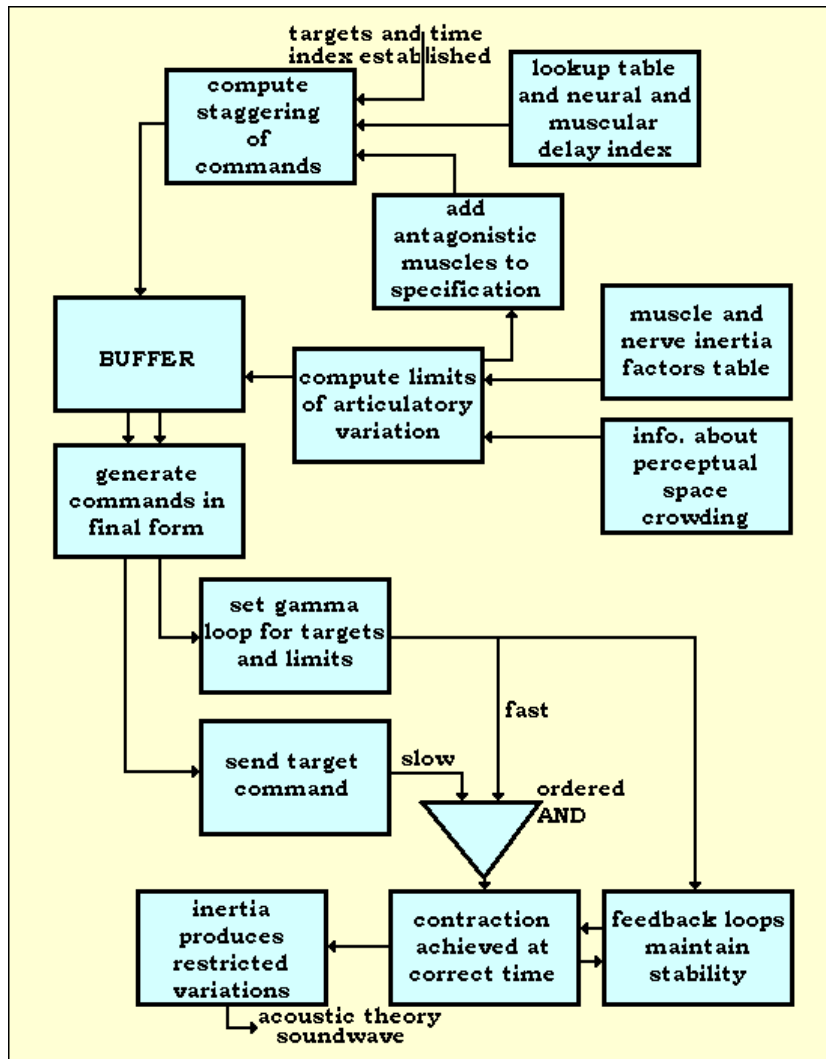 targets and time
index established
compute
staggering
of
commands
lookup table
and neural and
muscular
delay index
add
antagonistic
muscles to
specification
BUFFER
compute limits
of articulatory
variation
muscle and
nerve inertia
factors table
info. about
perceptual
space
crowding
generate
commands in
final form
set gamma
loop for targets
and limits
fast
send target
command
slow
ordered
AND
inertia
produces
restricted
variations
contraction
achieved at
correct time
feedback loops
maintain
stability
acoustic theory
soundwave